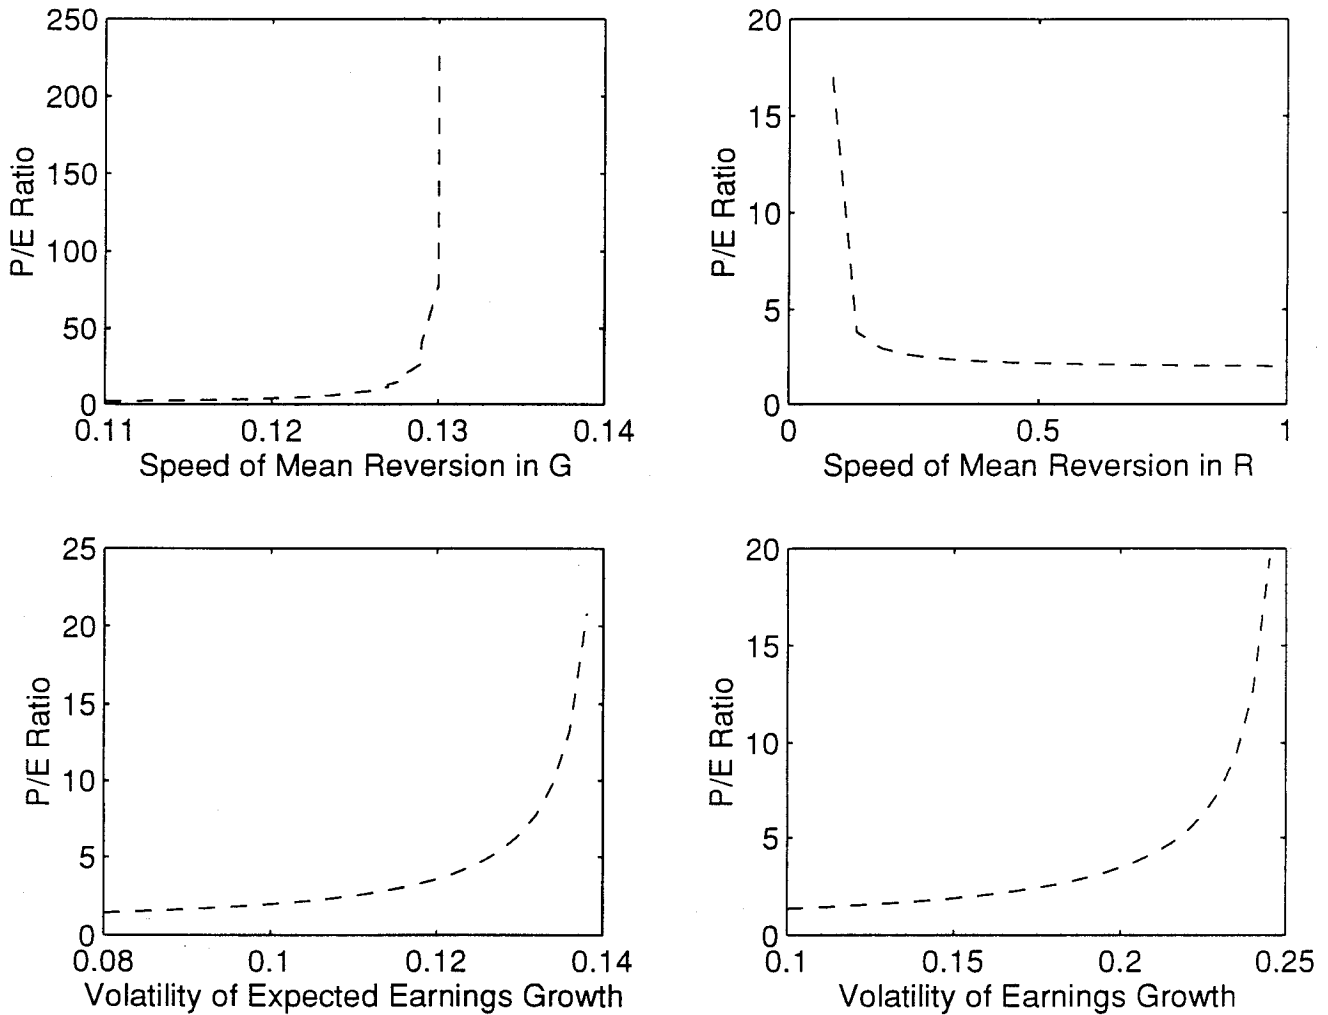 250
200
150
100
50
0
P/E Ratio
0.11 0.12 0.13 0.14
Speed of Mean Reversion in G
20
15
10
5
0
P/E Ratio
0 0.5 1
Speed of Mean Reversion in R
25
20
15
10
5
0
P/E Ratio
0.08 0.1 0.12 0.14
Volatility of Expected Earnings Growth
20
15
10
5
0
P/E Ratio
0.1 0.15 0.2 0.25
Volatility of Earnings Growth